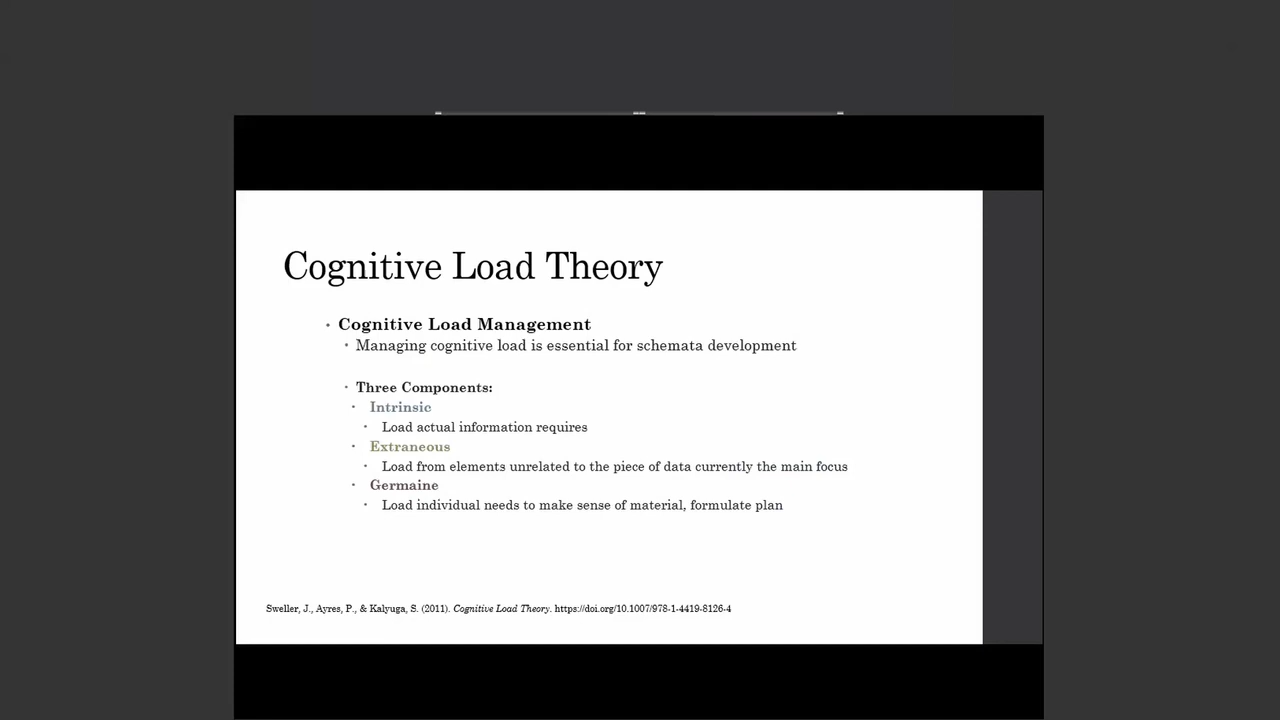 Cognitive Load Theory
• Cognitive Load Management
• Managing cognitive load is essential for schemata development
• Three Components:
• Intrinsic
• Load actual information requires
• Extraneous
• Load from elements unrelated to the piece of data currently the main focus
• Germaine
• Load individual needs to make sense of material, formulate plan
Sweller, J., Ayres, P., & Kalyuga, S. (2011). Cognitive Load Theory. https://doi.org/10.1007/978-1-4419-8126-4